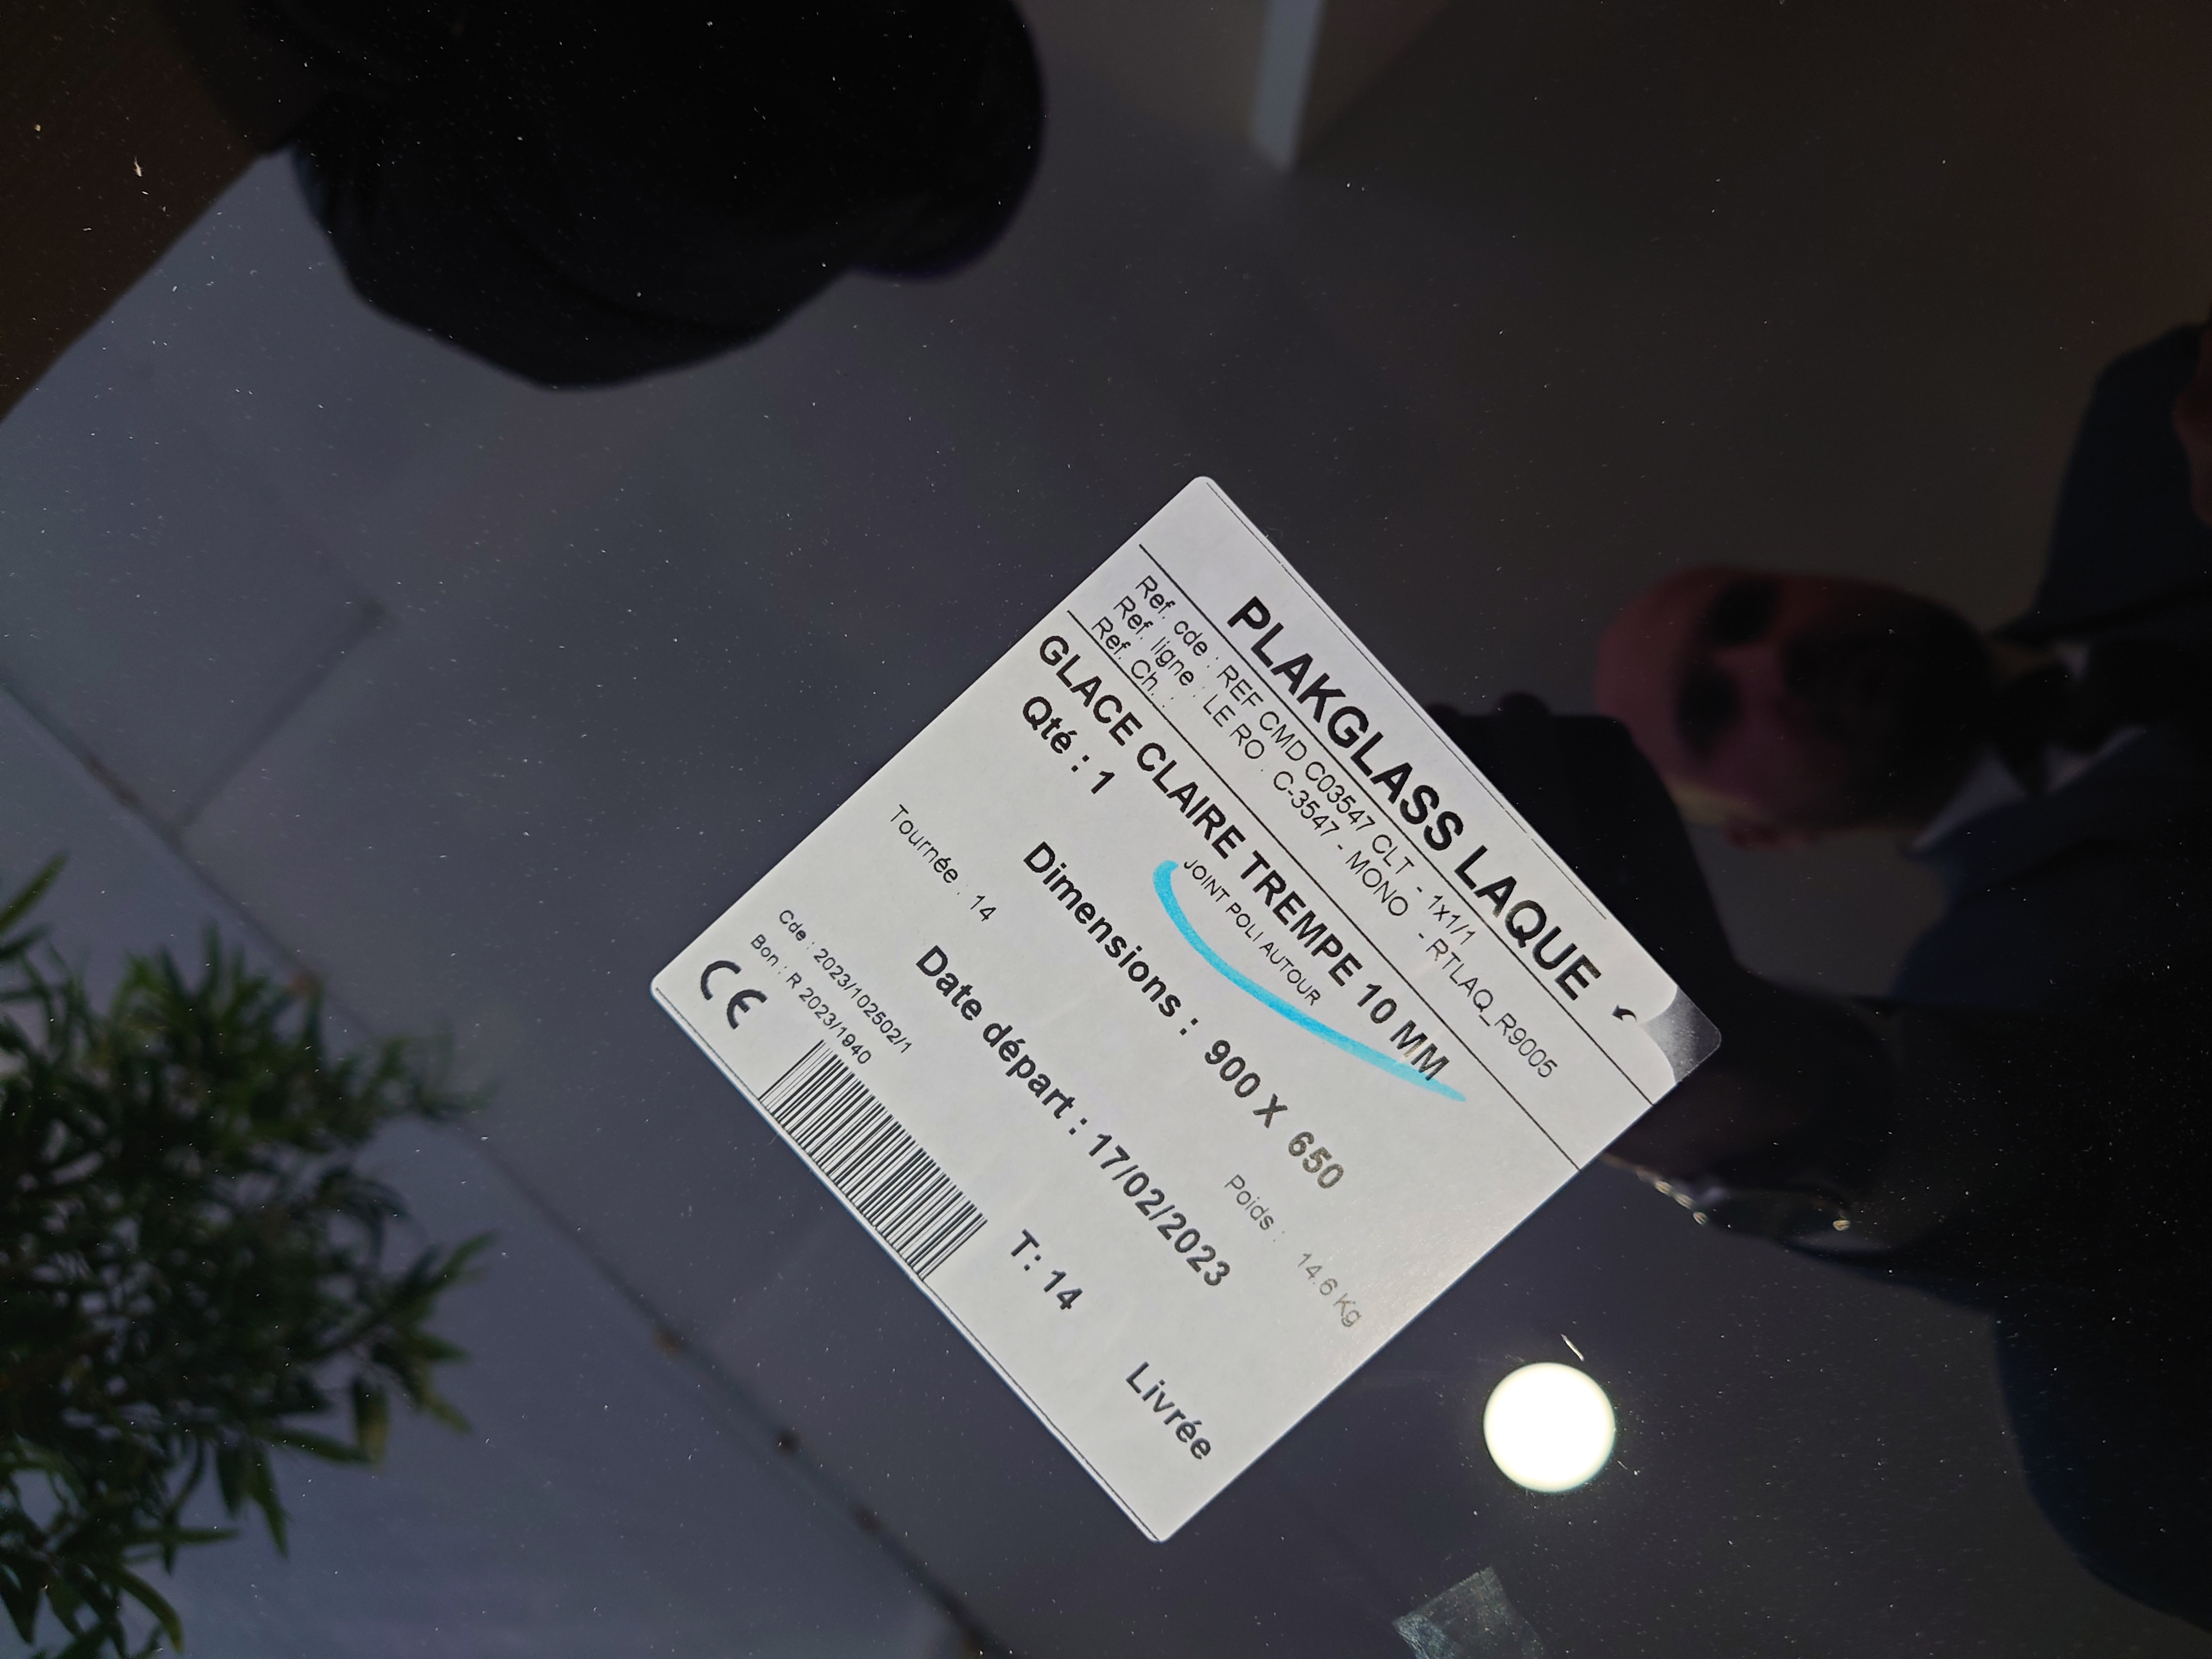 PLAKGLASS LAQUE
Ref. cde : REF CMD C03547 CLT - 1x1/1
Ref. ligne : LE RO . C-3547 - MONO - RTLAQ_R9005
Ref. Ch. :
GLACE CLAIRE TREMPE 10 MM
JOINT POLI AUTOUR
Qté : 1
Dimensions : 900 X 650
Poids : 14.6 Kg
Tournée : 14
Date départ : 17/02/2023
Cde : 2023/102502/1
Bon : R 2023/1940
CE
T: 14
Livrée